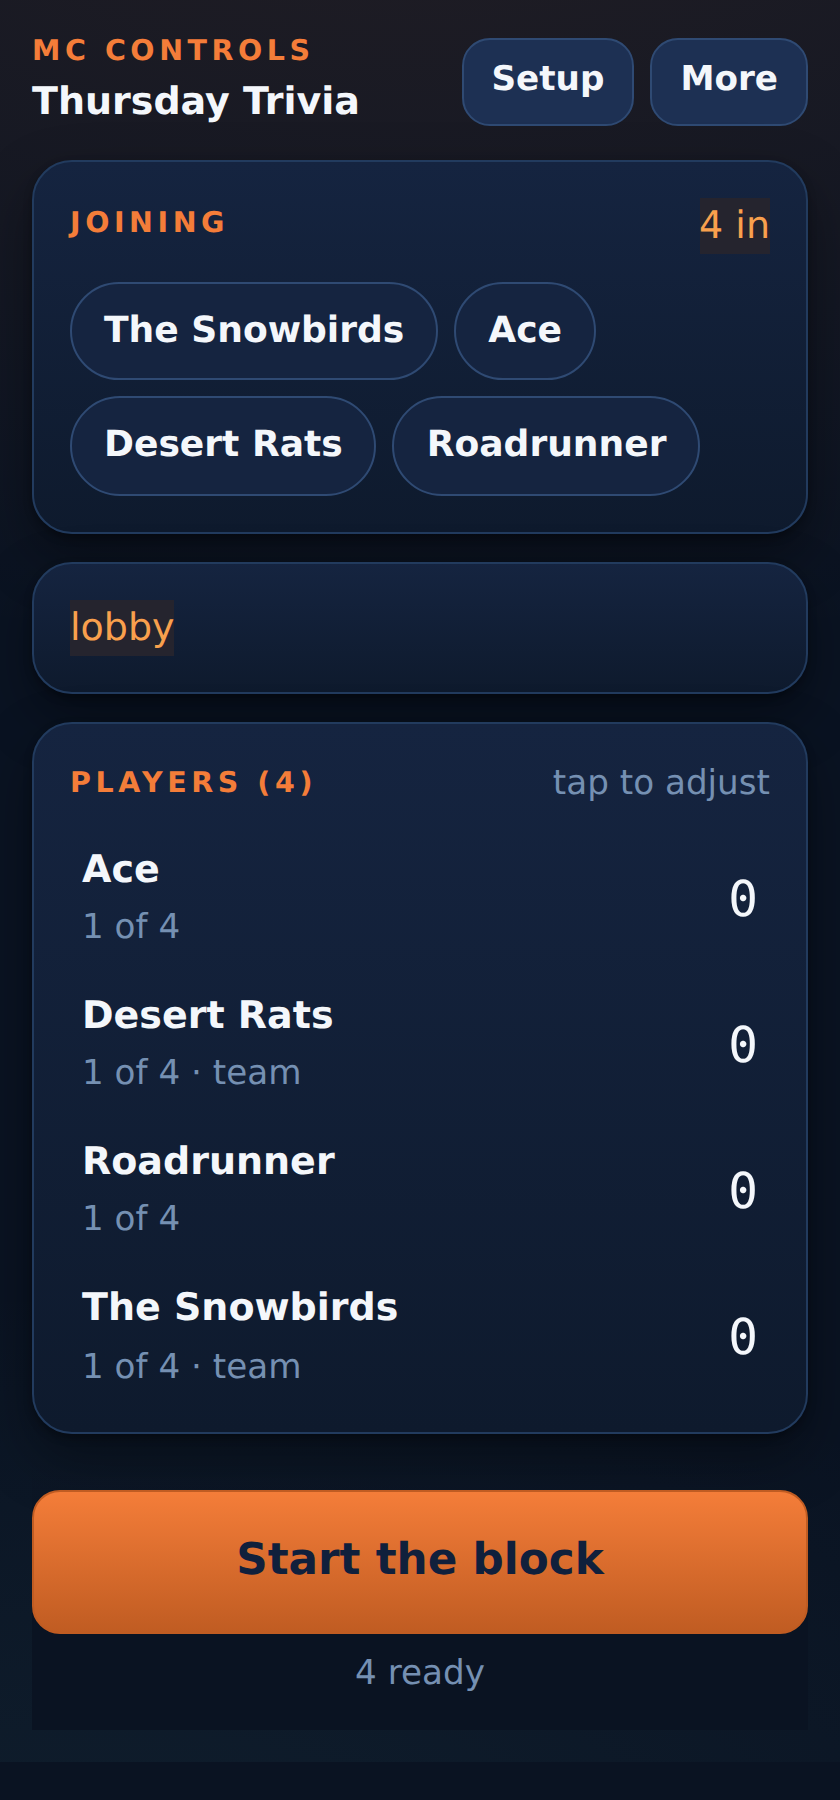 MC CONTROLS
Thursday Trivia
Setup
More
JOINING
4 in
The Snowbirds
Ace
Desert Rats
Roadrunner
lobby
PLAYERS (4)
tap to adjust
Ace
1 of 4
0
Desert Rats
1 of 4 · team
0
Roadrunner
1 of 4
0
The Snowbirds
1 of 4 · team
0
Start the block
4 ready